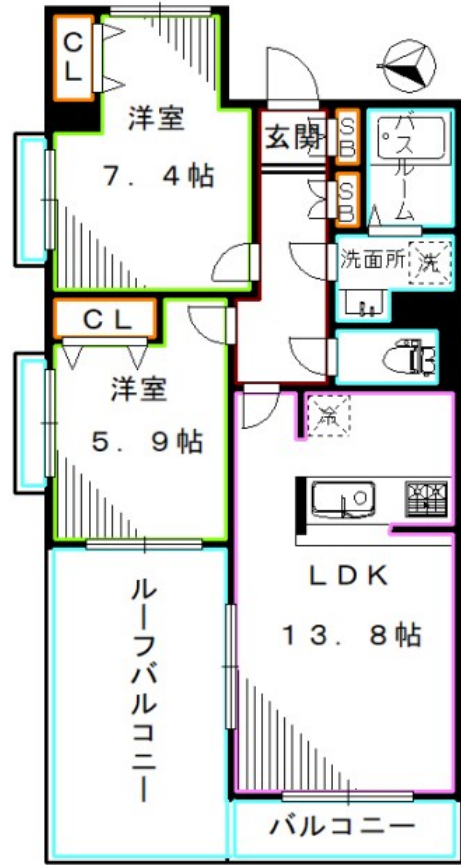 CL
洋室
7.4帖
玄関
SB
SB
バスルーム
洗面所
洗
CL
洋室
5.9帖
冷
LDK
13.8帖
ルーフバルコニー
バルコニー